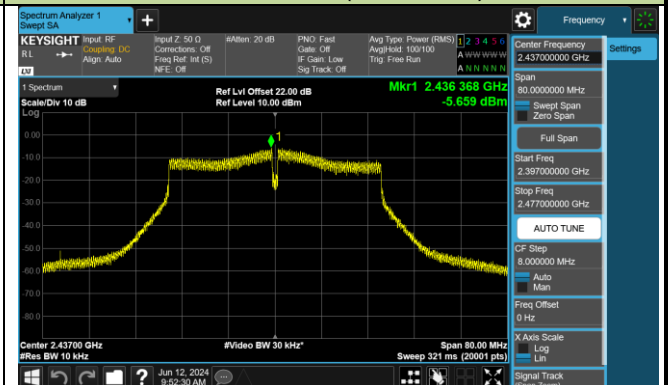 Spectrum Analyzer 1
Swept SA
Frequency
KEYSIGHT
Input: RF
Coupling: DC
Align: Auto
Input Z: 50 Ω
Corrections: Off
Freq Ref: Int (S)
NFE: Off
#Atten: 20 dB
PNO: Fast
Gate: Off
IF Gain: Low
Sig Track: Off
Avg Type: Power (RMS)
Avg|Hold: 100/100
Trig: Free Run
1 2 3 4 5 6
A W W W W W
A N N N N N
R L
LXI
1 Spectrum
Scale/Div 10 dB
Log
Ref Lvl Offset 22.00 dB
Ref Level 10.00 dBm
Mkr1 2.436 368 GHz
-5.659 dBm
1
0.00
-10.0
-20.0
-30.0
-40.0
-50.0
-60.0
-70.0
-80.0
Center 2.43700 GHz
#Res BW 10 kHz
#Video BW 30 kHz*
Span 80.00 MHz
Sweep 321 ms (20001 pts)
Jun 12, 2024
9:52:30 AM
Center Frequency
2.437000000 GHz
Settings
Span
80.0000000 MHz
Swept Span
Zero Span
Full Span
Start Freq
2.397000000 GHz
Stop Freq
2.477000000 GHz
AUTO TUNE
CF Step
8.000000 MHz
Auto
Man
Freq Offset
0 Hz
X Axis Scale
Log
Lin
Signal Track